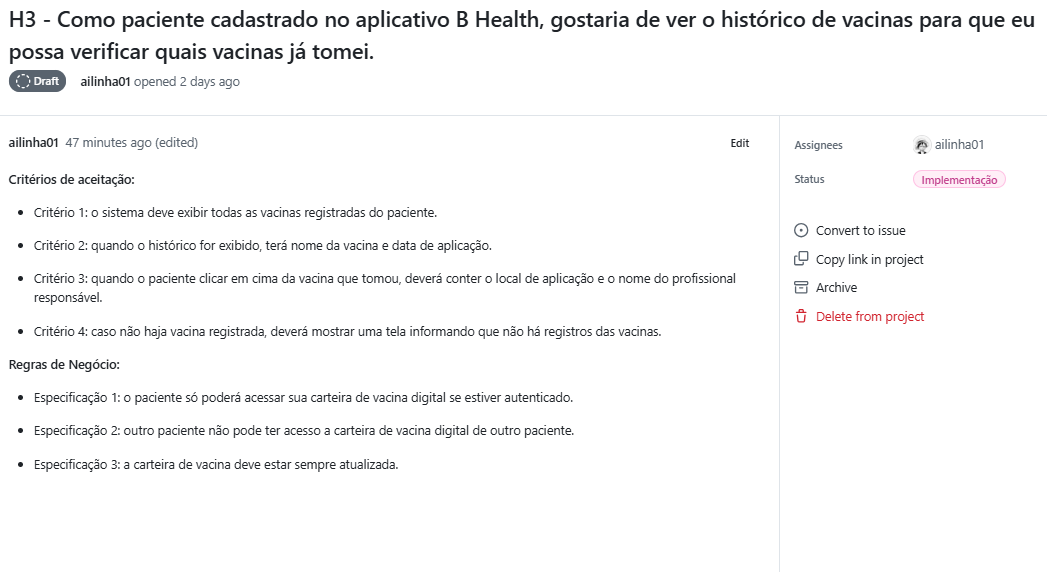 H3 - Como paciente cadastrado no aplicativo B Health, gostaria de ver o histórico de vacinas para que eu
possa verificar quais vacinas já tomei.
Draft ailinha01 opened 2 days ago
ailinha01 47 minutes ago (edited) Edit
Critérios de aceitação:
Critério 1: o sistema deve exibir todas as vacinas registradas do paciente.
Critério 2: quando o histórico for exibido, terá nome da vacina e data de aplicação.
Critério 3: quando o paciente clicar em cima da vacina que tomou, deverá conter o local de aplicação e o nome do profissional
responsável.
Critério 4: caso não haja vacina registrada, deverá mostrar uma tela informando que não há registros das vacinas.
Regras de Negócio:
Especificação 1: o paciente só poderá acessar sua carteira de vacina digital se estiver autenticado.
Especificação 2: outro paciente não pode ter acesso a carteira de vacina digital de outro paciente.
Especificação 3: a carteira de vacina deve estar sempre atualizada.
Assignees ailinha01
Status Implementação
Convert to issue
Copy link in project
Archive
Delete from project